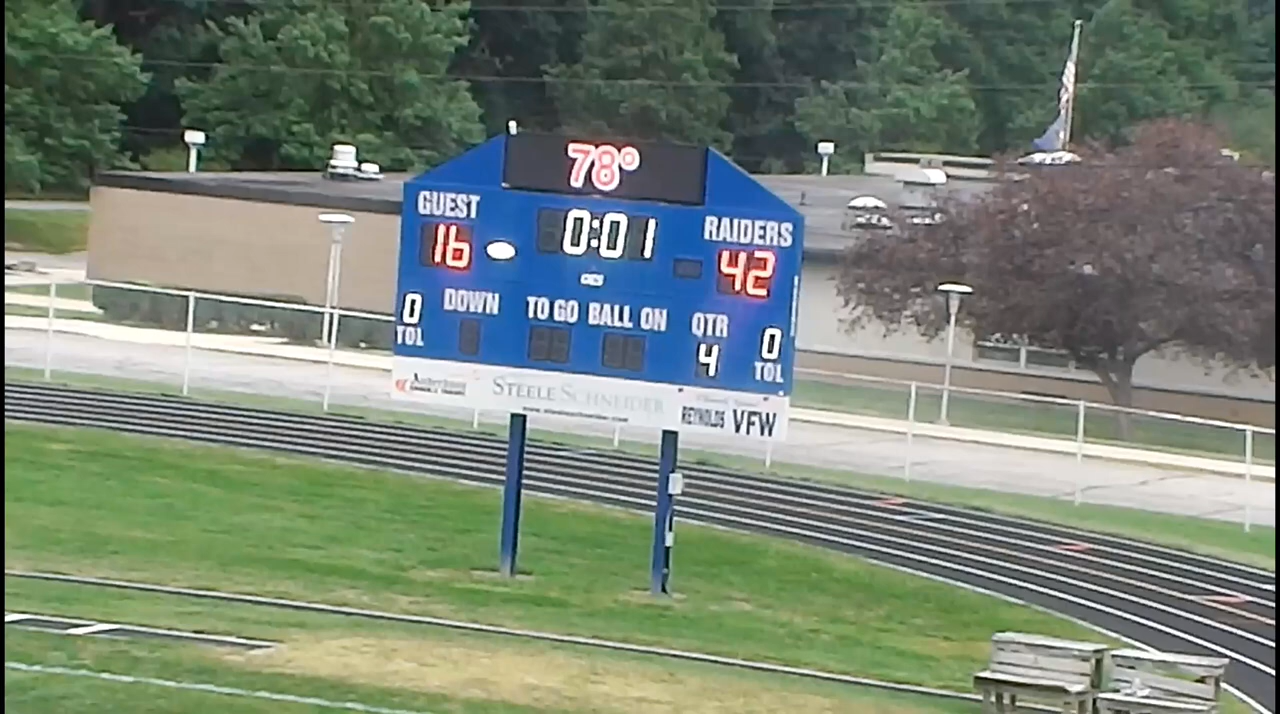 78°
GUEST 0:01 RAIDERS
16 42
0 DOWN TO GO BALL ON QTR 0
TOL 4 TOL
STEELE SCHNEIDER
REYNOLDS VFW